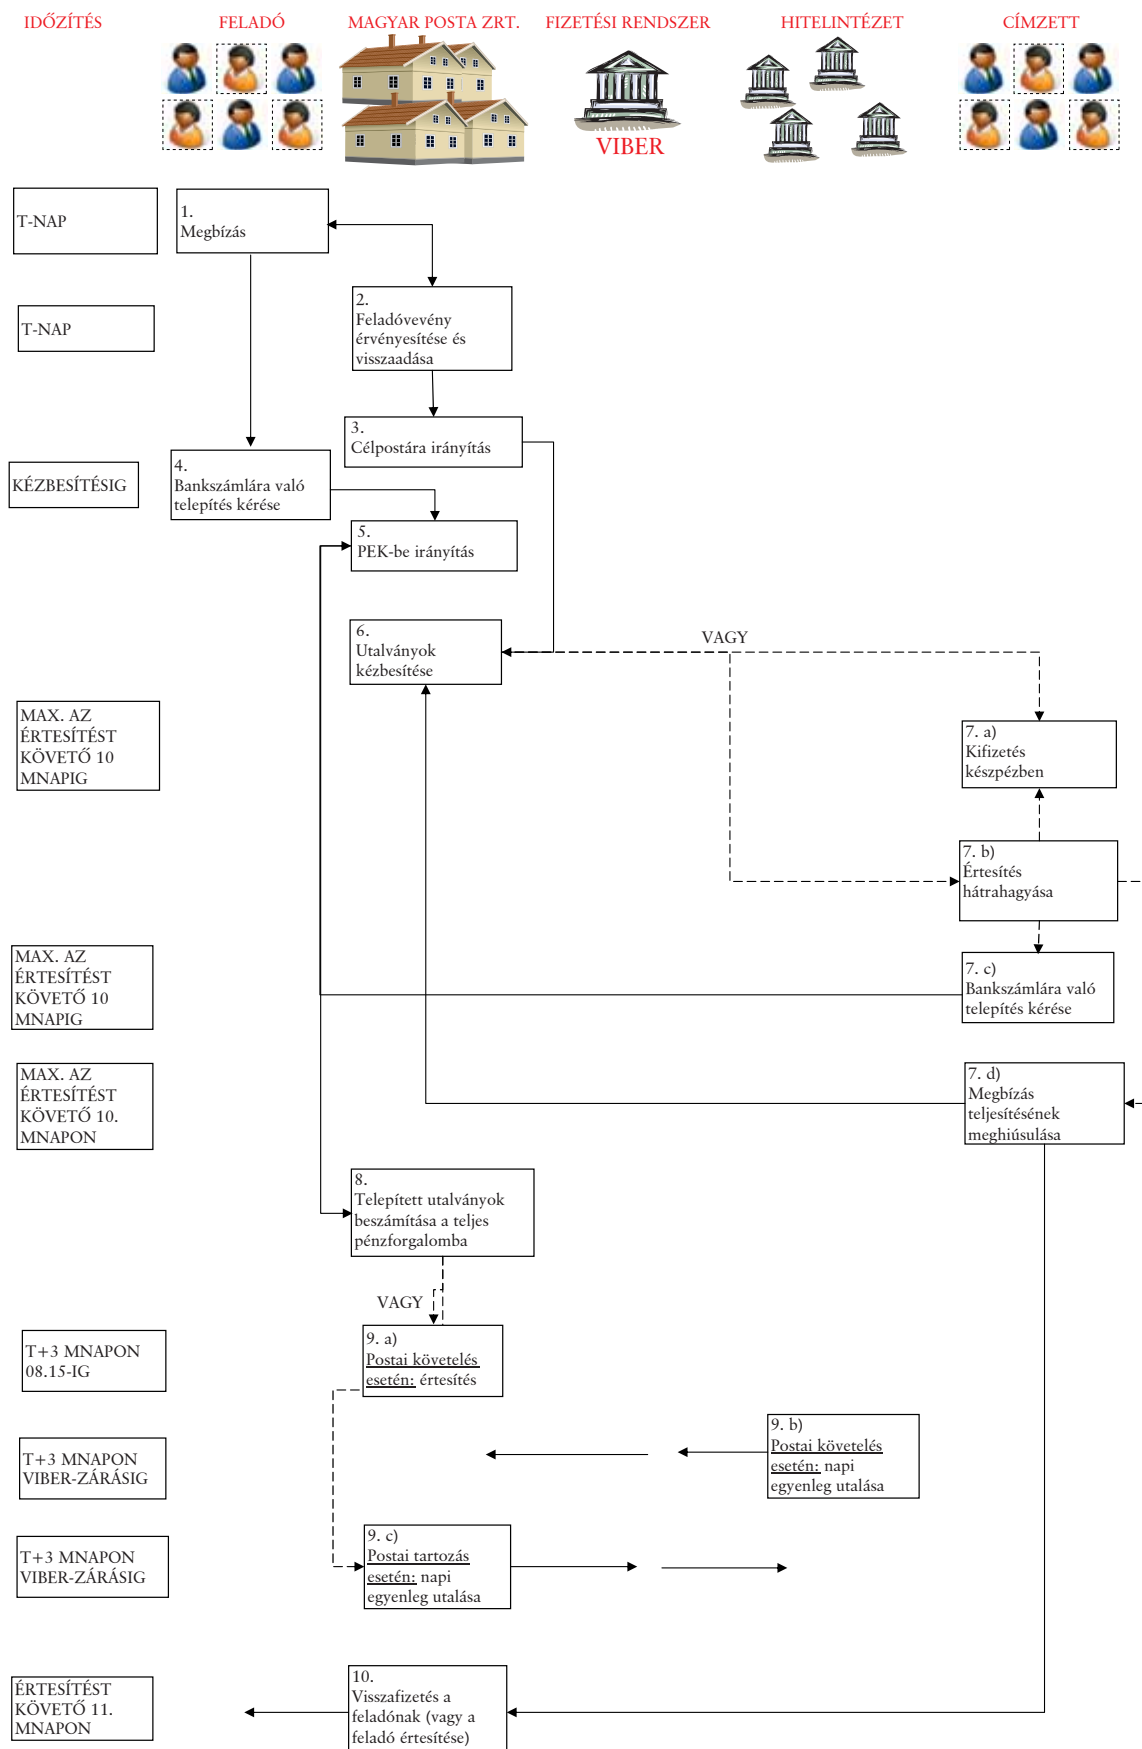 IDŐZÍTÉS
FELADÓ
MAGYAR POSTA ZRT.
FIZETÉSI RENDSZER
HITELINTÉZET
CÍMZETT
VIBER
T-NAP
1.
Megbízás
T-NAP
2.
Feladóvevény
érvényesítése és
visszaadása
3.
Célpostára irányítás
KÉZBESÍTÉSIG
4.
Bankszámlára való
telepítés kérése
5.
PEK-be irányítás
6.
Utalványok
kézbesítése
VAGY
MAX. AZ
ÉRTESÍTÉST
KÖVETŐ 10
MNAPIG
7. a)
Kifizetés
készpézben
7. b)
Értesítés
hátrahagyása
MAX. AZ
ÉRTESÍTÉST
KÖVETŐ 10
MNAPIG
7. c)
Bankszámlára való
telepítés kérése
MAX. AZ
ÉRTESÍTÉST
KÖVETŐ 10.
MNAPON
7. d)
Megbízás
teljesítésének
meghiúsulása
8.
Telepített utalványok
beszámítása a teljes
pénzforgalomba
VAGY
T+3 MNAPON
08.15-IG
9. a)
Postai követelés
esetén: értesítés
T+3 MNAPON
VIBER-ZÁRÁSIG
9. b)
Postai követelés
esetén: napi
egyenleg utalása
T+3 MNAPON
VIBER-ZÁRÁSIG
9. c)
Postai tartozás
esetén: napi
egyenleg utalása
ÉRTESÍTÉST
KÖVETŐ 11.
MNAPON
10.
Visszafizetés a
feladónak (vagy a
feladó értesítése)